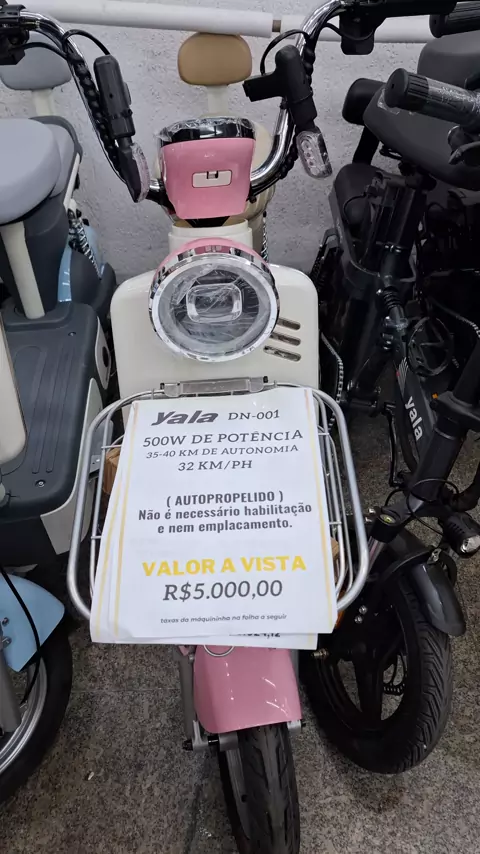 Yala DN-001
500W DE POTÊNCIA
35-40 KM DE AUTONOMIA
32 KM/PH
( AUTOPROPELIDO )
Não é necessário habilitação
e nem emplacamento.
VALOR A VISTA
R$5.000,00
taxas da máquininha na folha a seguir
Yala